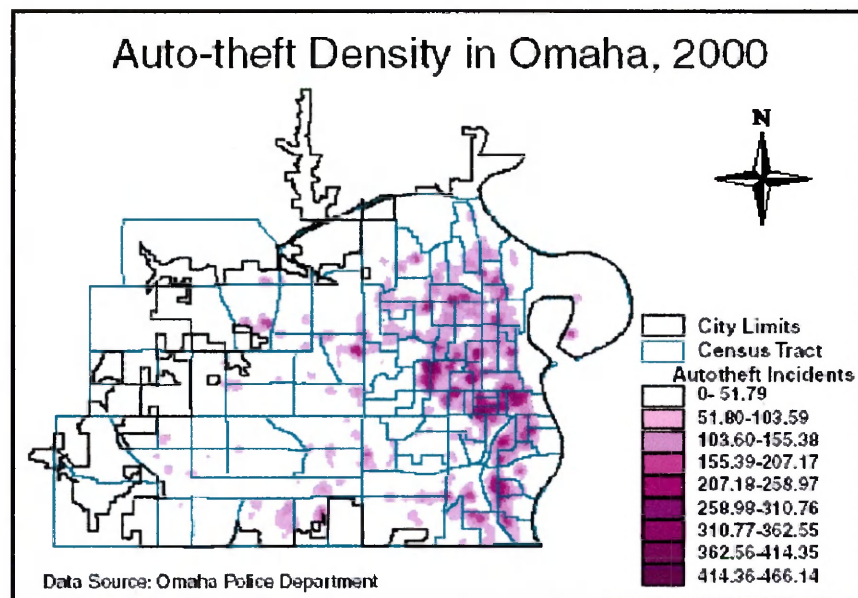 Auto-theft Density in Omaha, 2000
N
City Limits
Census Tract
Autotheft Incidents
0- 51.79
51.80-103.59
103.60-155.38
155.39-207.17
207.18-258.97
258.98-310.76
310.77-362.55
362.56-414.35
414.36-466.14
Data Source: Omaha Police Department